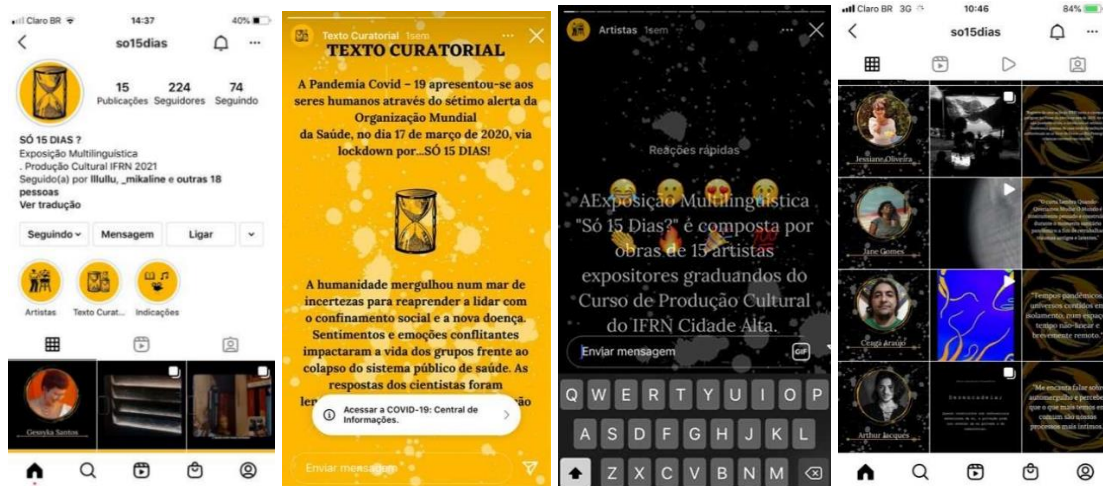 Claro BR 14:37 40%
so15dias
15 224 74
Publicações Seguidores Seguindo
SÓ 15 DIAS ?
Exposição Multilinguística
. Produção Cultural IFRN 2021
Seguido(a) por lllullu, _mikaline e outras 18
pessoas
Ver tradução
Seguindo Mensagem Ligar
Artistas Texto Curat... Indicações
Gesoyka Santos
Texto Curatorial 1sem
TEXTO CURATORIAL
A Pandemia Covid – 19 apresentou-se aos
seres humanos através do sétimo alerta da
Organização Mundial
da Saúde, no dia 17 de março de 2020, via
lockdown por...SÓ 15 DIAS!
A humanidade mergulhou num mar de
incertezas para reaprender a lidar com
o confinamento social e a nova doença.
Sentimentos e emoções conflitantes
impactaram a vida dos grupos frente ao
colapso do sistema público de saúde. As
respostas dos cientistas foram
Acessar a COVID-19: Central de
Informações.
Enviar mensagem
Artistas 1sem
Reações rápidas
AExposição Multilinguística
"Só 15 Dias?" é composta por
obras de 15 artistas
expositores graduandos do
Curso de Produção Cultural
do IFRN Cidade Alta.
Enviar mensagem GIF
Q W E R T Y U I O P
A S D F G H J K L
Z X C V B N M
Claro BR 3G 10:46 84%
so15dias
Jessiane Oliveira
Jane Gomes
Ceagá Araújo
"Tempos pandêmicos,
universos contidos em
isolamento, num espaço
tempo não-linear e
brevemente remoto."
Arthur Jacques
"Me encanta falar sobre
automergulho e perceber
que o que mais temos em
comum são nossos
processos mais íntimos.